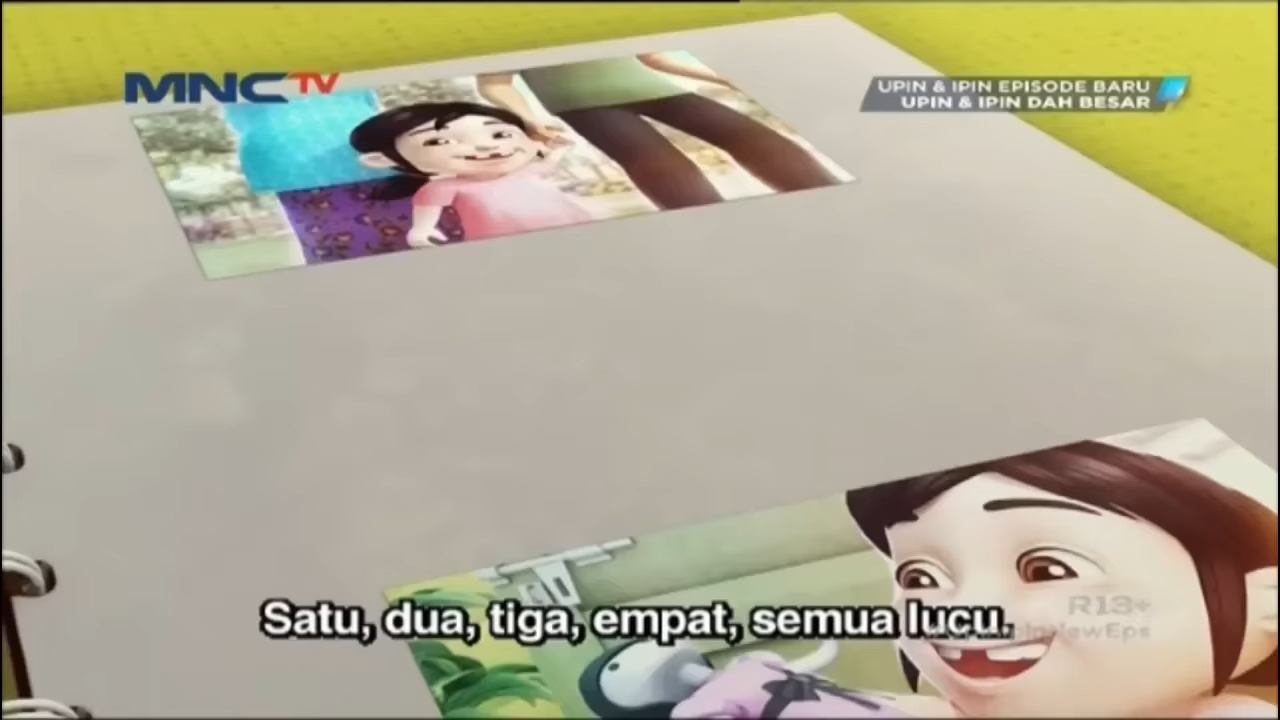 MNCTV
UPIN & IPIN EPISODE BARU
UPIN & IPIN DAH BESAR
Satu, dua, tiga, empat, semua lucu.
R13+